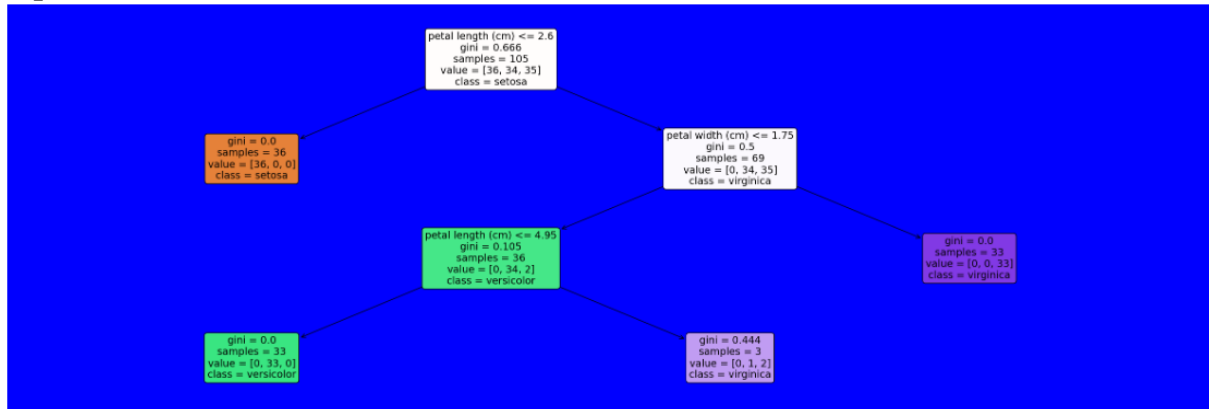 petal length (cm) <= 2.6
gini = 0.666
samples = 105
value = [36, 34, 35]
class = setosa
gini = 0.0
samples = 36
value = [36, 0, 0]
class = setosa
petal width (cm) <= 1.75
gini = 0.5
samples = 69
value = [0, 34, 35]
class = virginica
petal length (cm) <= 4.95
gini = 0.105
samples = 36
value = [0, 34, 2]
class = versicolor
gini = 0.0
samples = 33
value = [0, 0, 33]
class = virginica
gini = 0.0
samples = 33
value = [0, 33, 0]
class = versicolor
gini = 0.444
samples = 3
value = [0, 1, 2]
class = virginica